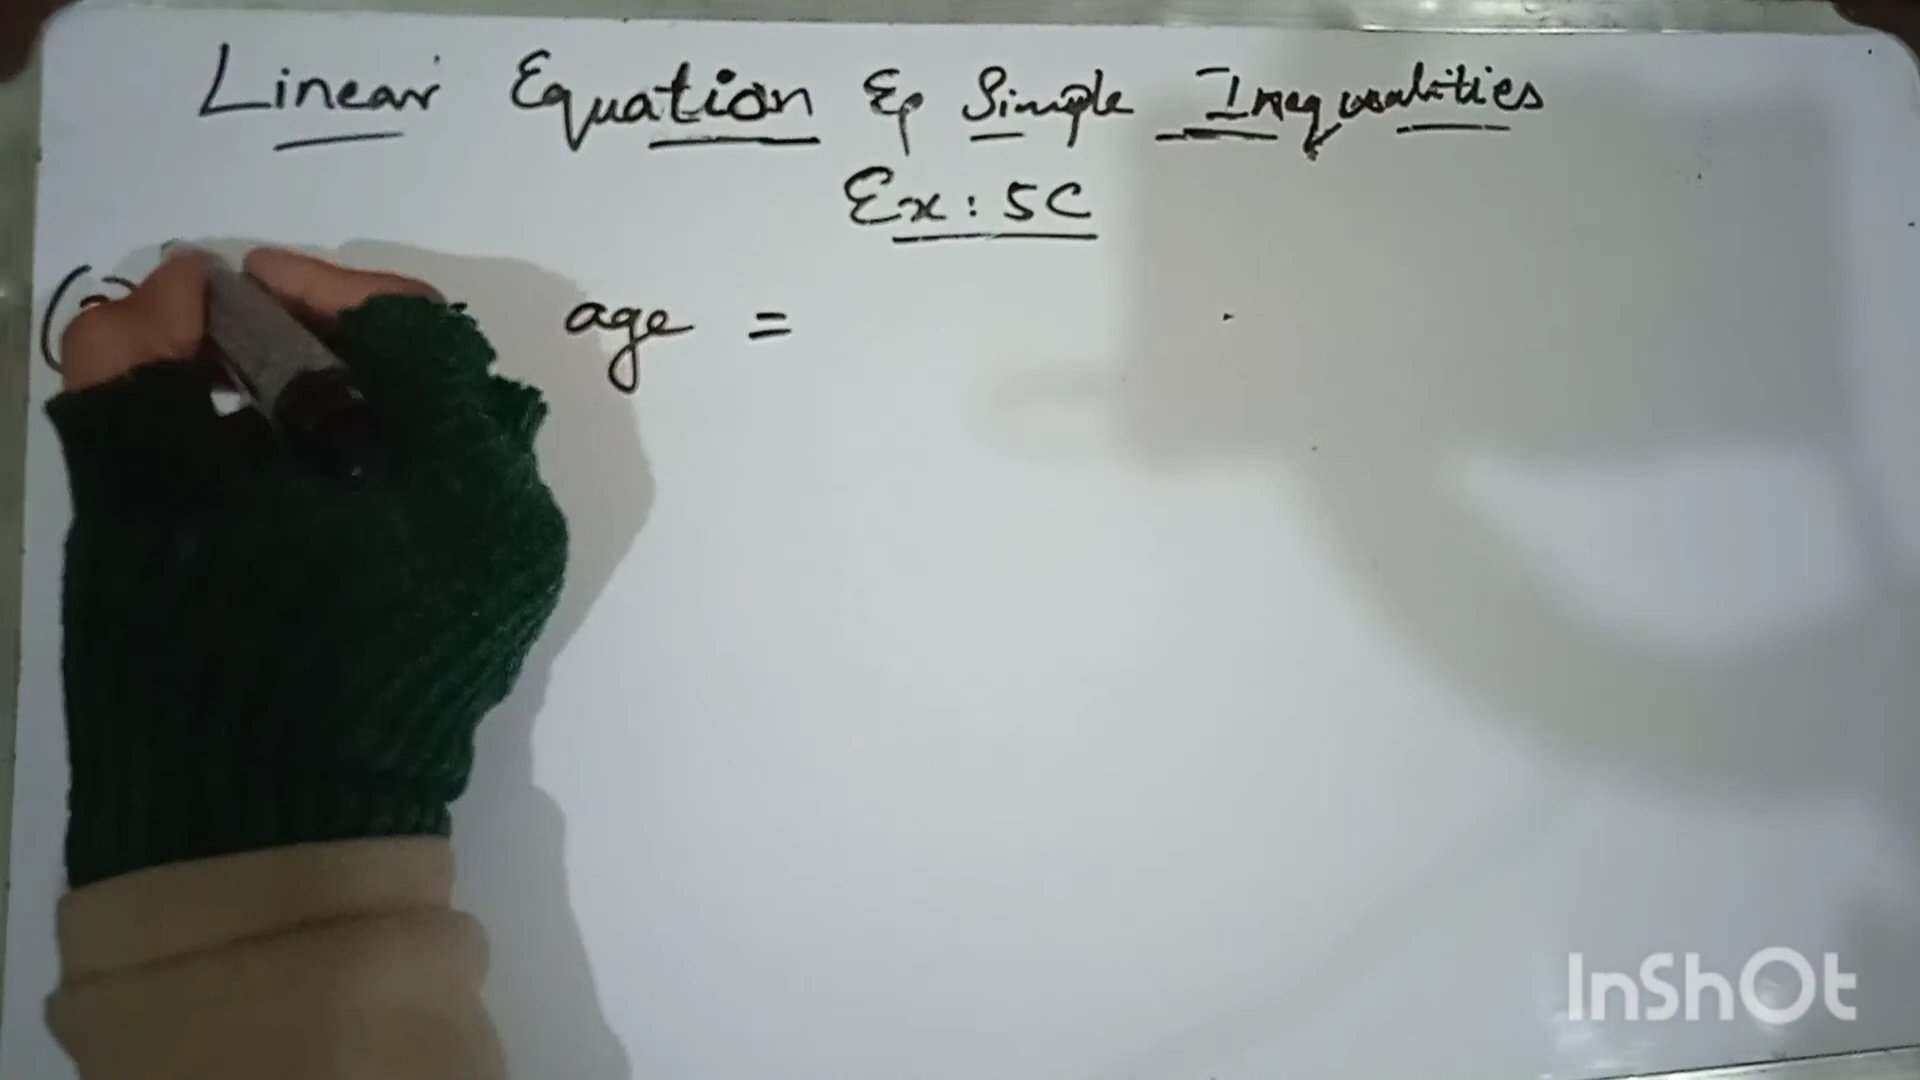 Linear Equation & Simple Inequalities
Ex: 5C
age =
InShOt